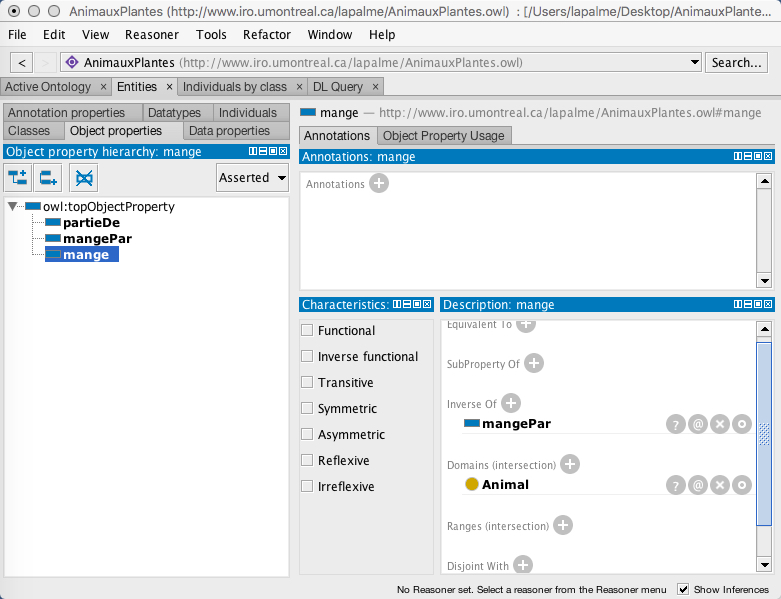 AnimauxPlantes (http://www.iro.umontreal.ca/lapalme/AnimauxPlantes.owl) : [/Users/lapalme/Desktop/AnimauxPlante...
File Edit View Reasoner Tools Refactor Window Help
< > AnimauxPlantes (http://www.iro.umontreal.ca/lapalme/AnimauxPlantes.owl) Search...
Active Ontology × Entities × Individuals by class × DL Query ×
Annotation properties Datatypes Individuals
Classes Object properties Data properties
Object property hierarchy: mange
Asserted
owl:topObjectProperty
partieDe
mangePar
mange
mange — http://www.iro.umontreal.ca/lapalme/AnimauxPlantes.owl#mange
Annotations Object Property Usage
Annotations: mange
Annotations +
Characteristics:
Functional
Inverse functional
Transitive
Symmetric
Asymmetric
Reflexive
Irreflexive
Description: mange
Equivalent To +
SubProperty Of +
Inverse Of +
mangePar ? @ × o
Domains (intersection) +
Animal ? @ × o
Ranges (intersection) +
Disjoint With +
No Reasoner set. Select a reasoner from the Reasoner menu Show Inferences